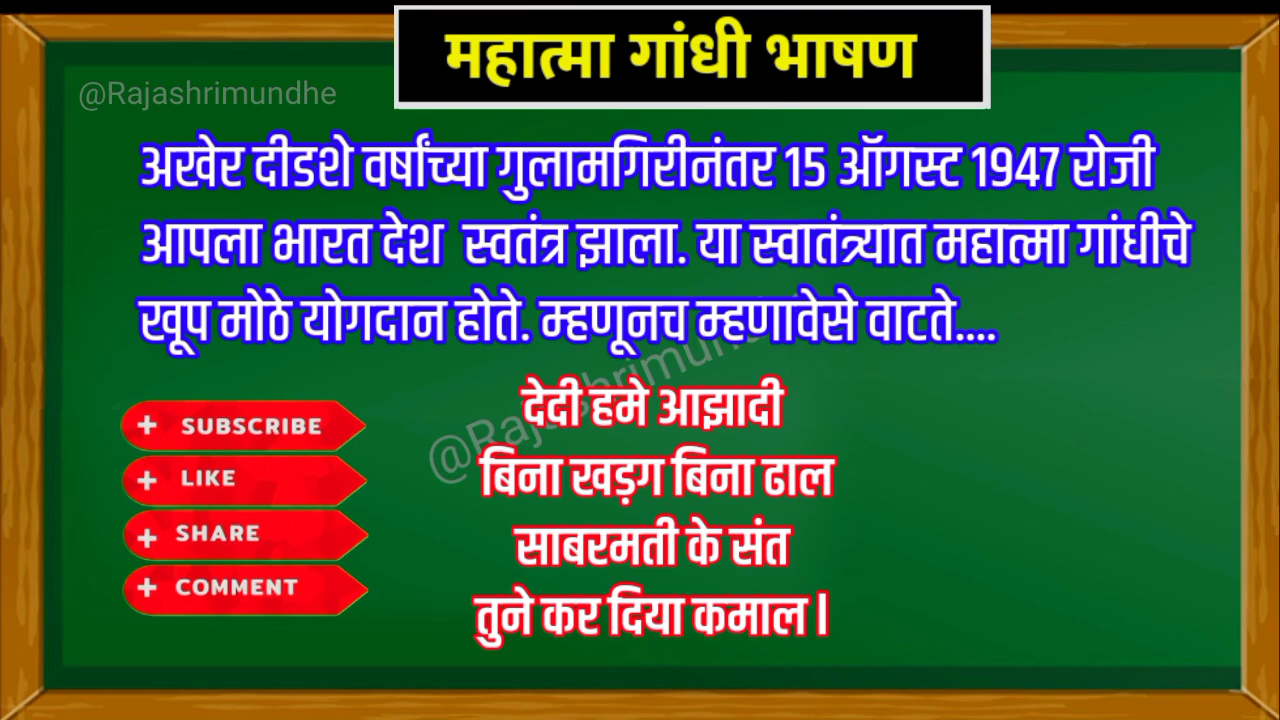 महात्मा गांधी भाषण
@Rajashrimundhe
अखेर दीडशे वर्षांच्या गुलामगिरीनंतर 15 ऑगस्ट 1947 रोजी
आपला भारत देश स्वतंत्र झाला. या स्वातंत्र्यात महात्मा गांधीचे
खूप मोठे योगदान होते. म्हणूनच म्हणावेसे वाटते....
देदी हमे आझादी
बिना खड़ग बिना ढाल
साबरमती के संत
तुने कर दिया कमाल।
+ SUBSCRIBE
+ LIKE
+ SHARE
+ COMMENT